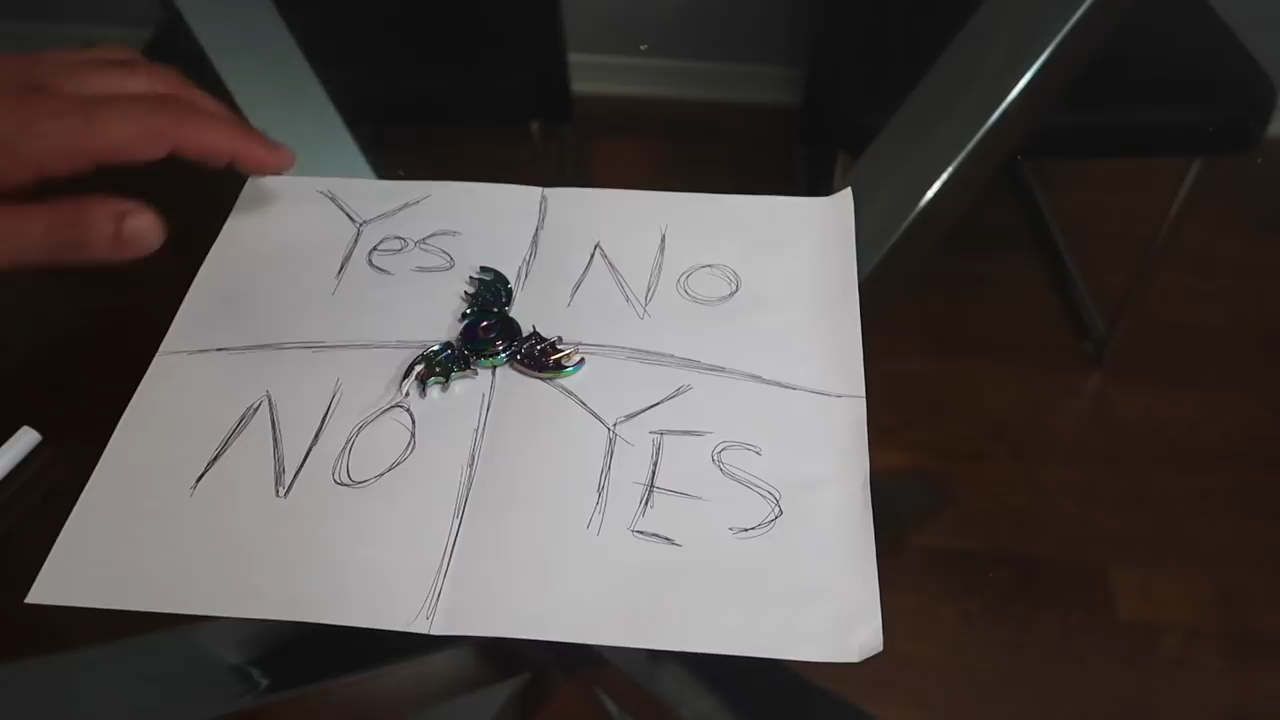 Yes No
NO YES